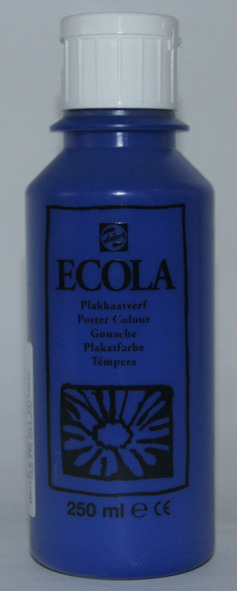 ECOLA
Plakkaatverf
Poster Colour
Gouache
Plakatfarbe
Témpera
250 ml ℮ CE